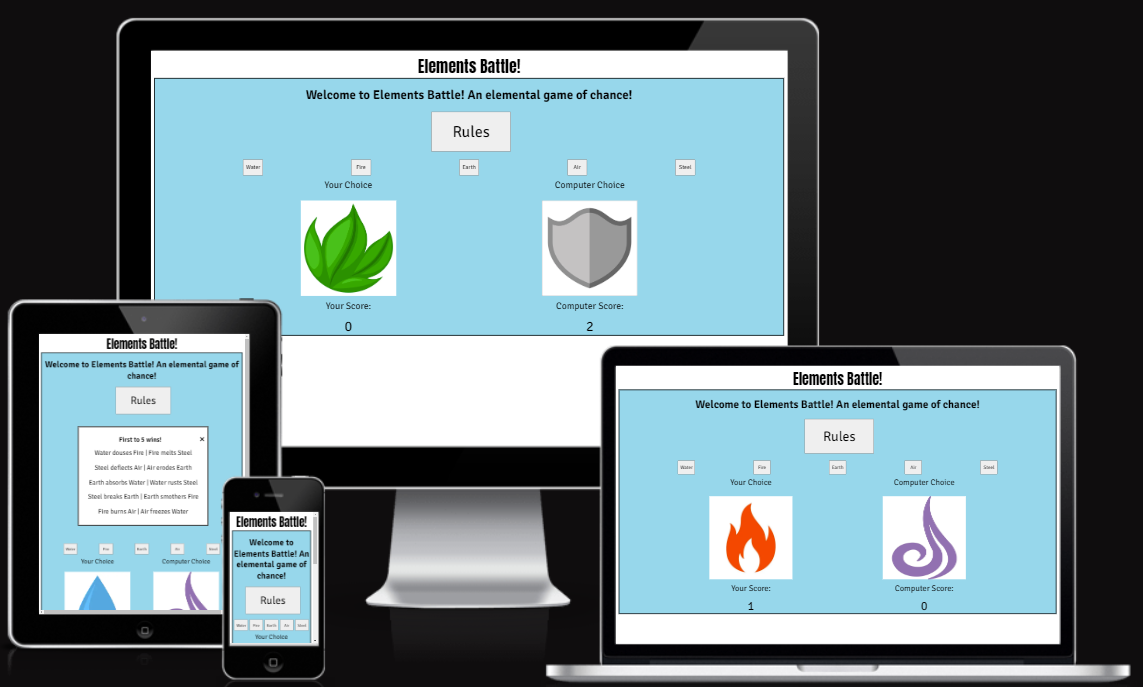 Elements Battle!
Welcome to Elements Battle! An elemental game of chance!
Rules
Water Fire Earth Air Steel
Your Choice Computer Choice
Your Score: Computer Score:
0 2
Elements Battle!
Welcome to Elements Battle! An elemental game of
chance!
Rules
First to 5 wins! ×
Water douses Fire | Fire melts Steel
Steel deflects Air | Air erodes Earth
Earth absorbs Water | Water rusts Steel
Steel breaks Earth | Earth smothers Fire
Fire burns Air | Air freezes Water
Water Fire Earth Air Steel
Your Choice Computer Choice
Elements Battle!
Welcome to
Elements Battle! An
elemental game of
chance!
Rules
Water Fire Earth Air Steel
Your Choice
Elements Battle!
Welcome to Elements Battle! An elemental game of chance!
Rules
Water Fire Earth Air Steel
Your Choice Computer Choice
Your Score: Computer Score:
1 0